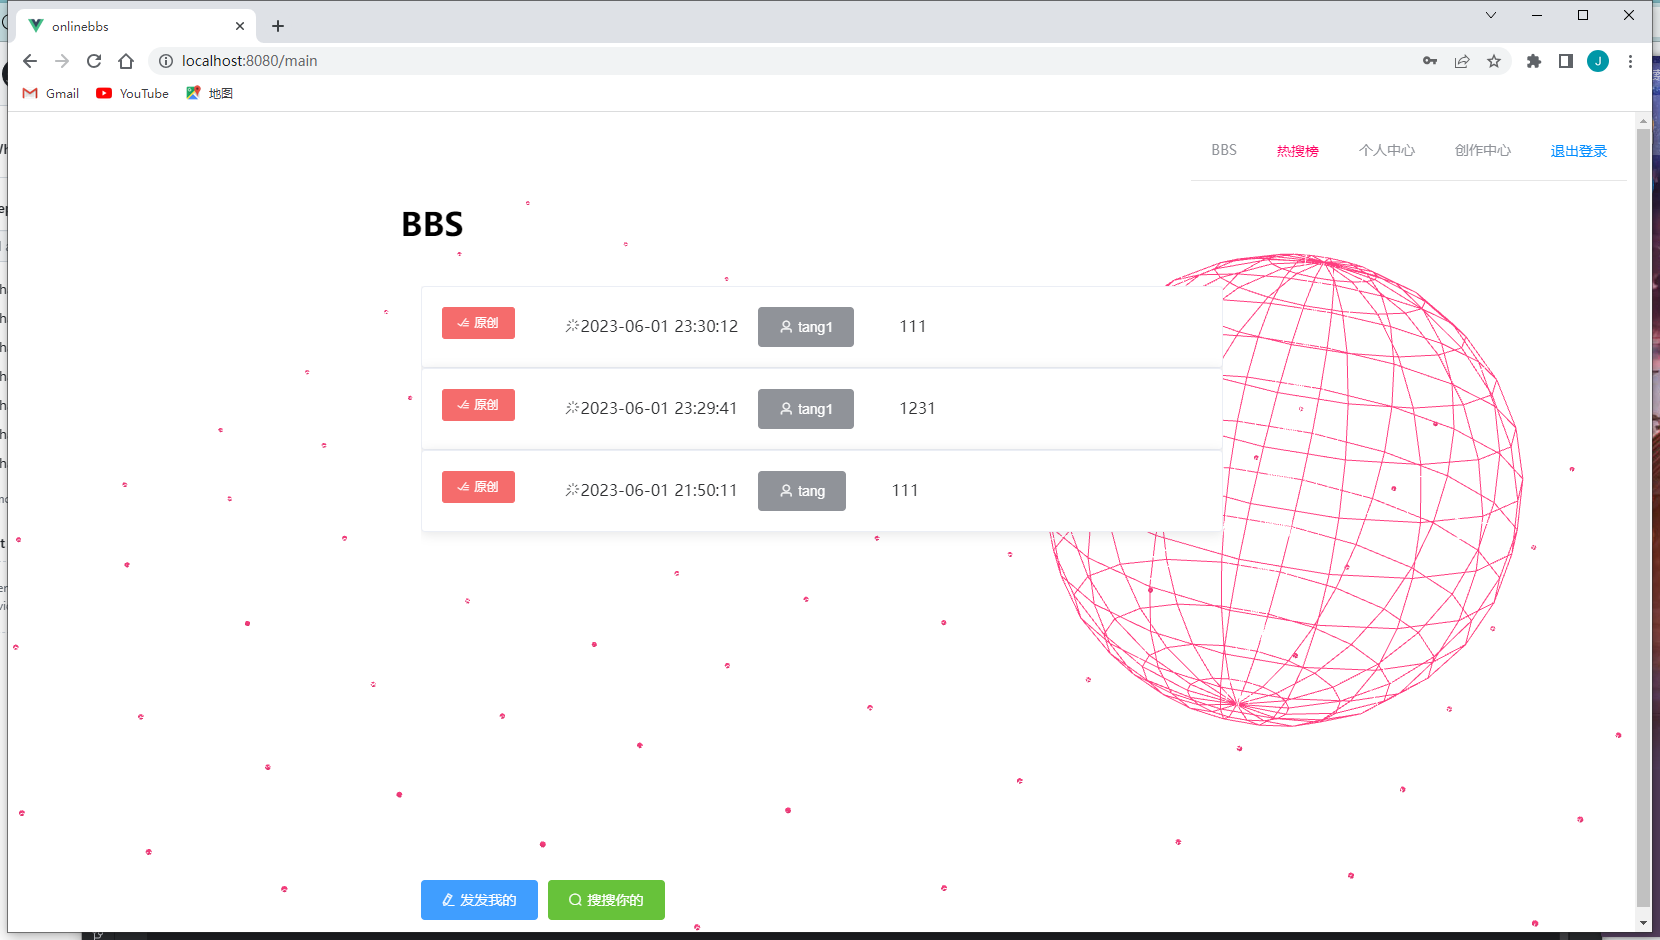 onlinebbs
localhost:8080/main
J
Gmail YouTube 地图
BBS 热搜榜 个人中心 创作中心 退出登录
BBS
原创 2023-06-01 23:30:12 tang1 111
原创 2023-06-01 23:29:41 tang1 1231
原创 2023-06-01 21:50:11 tang 111
发发我的 搜搜你的